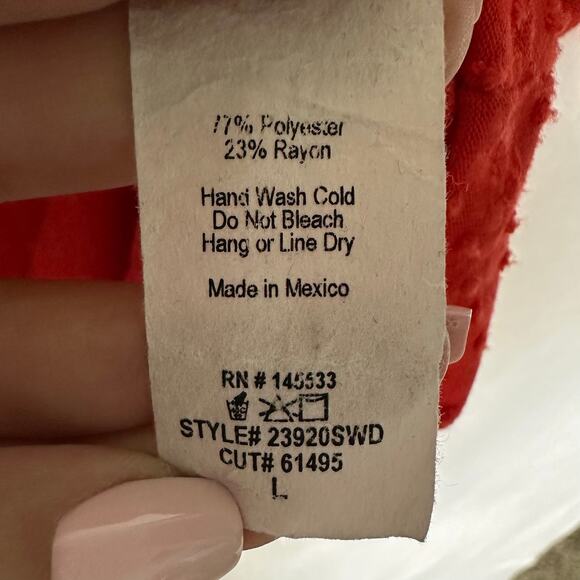 77% Polyester
23% Rayon
Hand Wash Cold
Do Not Bleach
Hang or Line Dry
Made in Mexico
RN # 145533
STYLE# 23920SWD
CUT# 61495
L